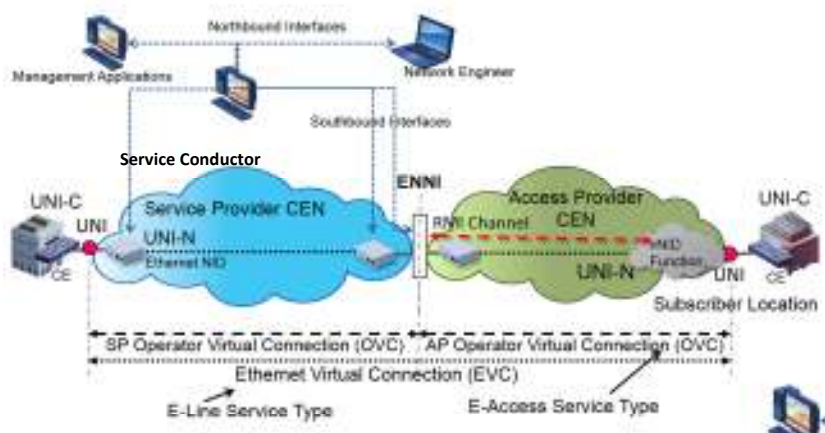 Northbound Interfaces
Management Applications
Network Engineer
Southbound Interfaces
Service Conductor
ENNI
UNI-C
UNI
Service Provider CEN
UNI-N
Ethernet NID
CE
Access Provider
CEN
RMI Channel
UNI-C
vNID
Function
UNI-N
UNI
CE
Subscriber Location
SP Operator Virtual Connection (OVC)
AP Operator Virtual Connection (OVC)
Ethernet Virtual Connection (EVC)
E-Line Service Type
E-Access Service Type